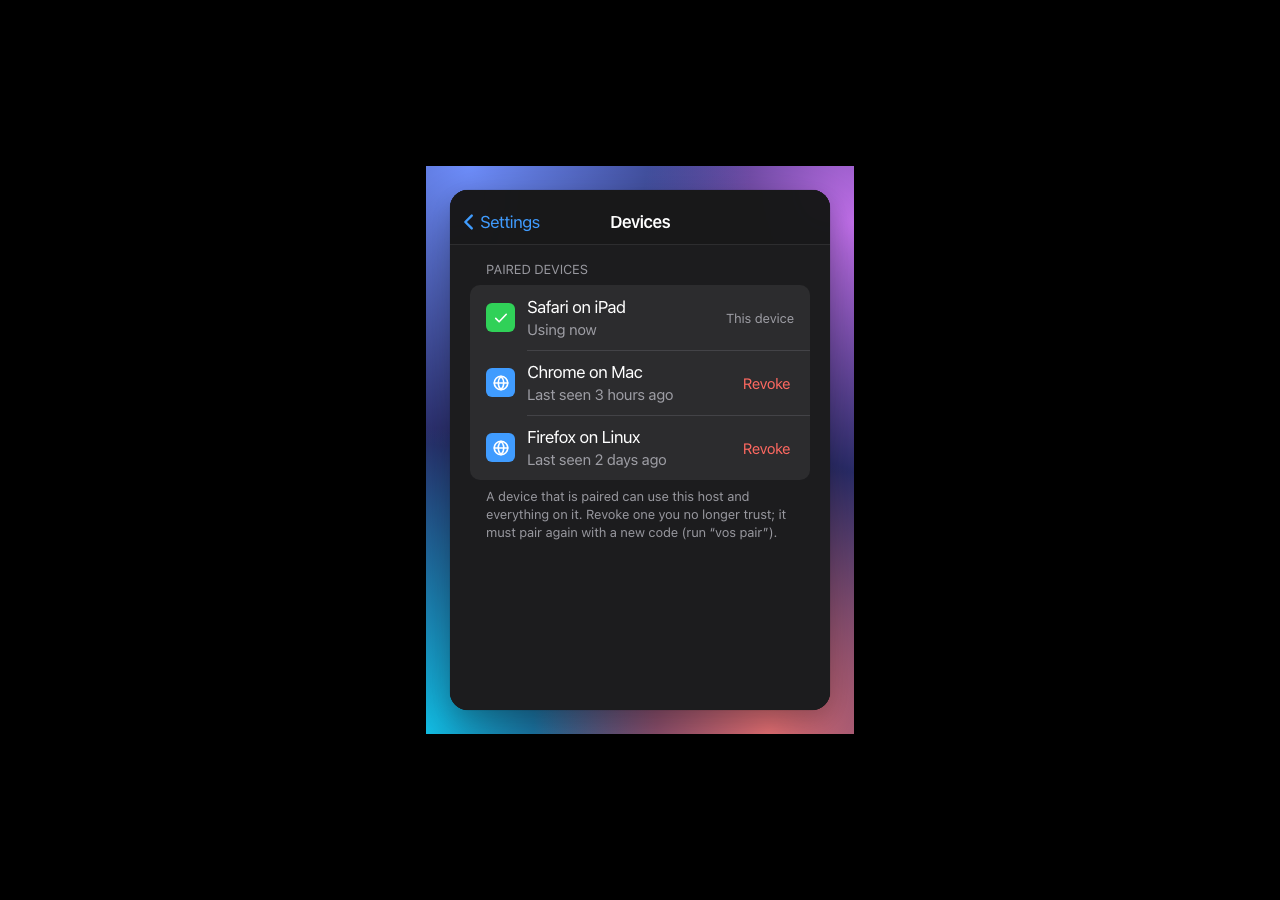 Settings
Devices
PAIRED DEVICES
Safari on iPad
Using now
This device
Chrome on Mac
Last seen 3 hours ago
Revoke
Firefox on Linux
Last seen 2 days ago
Revoke
A device that is paired can use this host and
everything on it. Revoke one you no longer trust; it
must pair again with a new code (run “vos pair”).